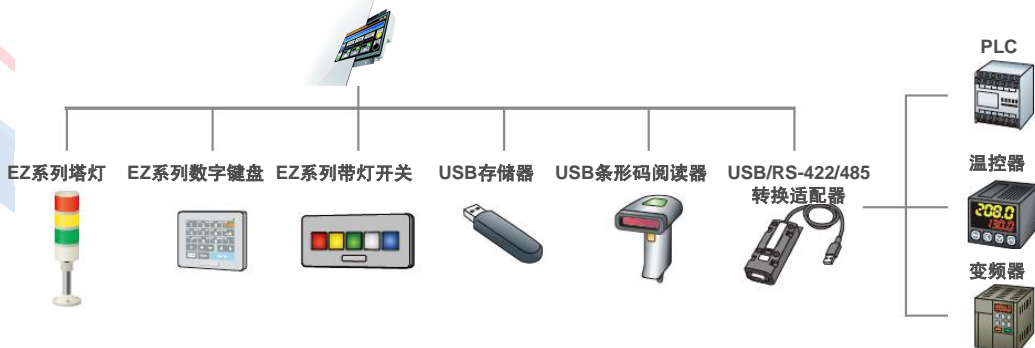 PLC
EZ系列塔灯
EZ系列数字键盘
EZ系列带灯开关
USB存储器
USB条形码阅读器
USB/RS-422/485
转换适配器
温控器
208.0
130.0
变频器